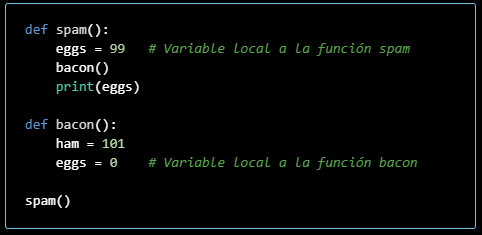 def spam():
    eggs = 99   # Variable local a la función spam
    bacon()
    print(eggs)

def bacon():
    ham = 101
    eggs = 0    # Variable local a la función bacon

spam()